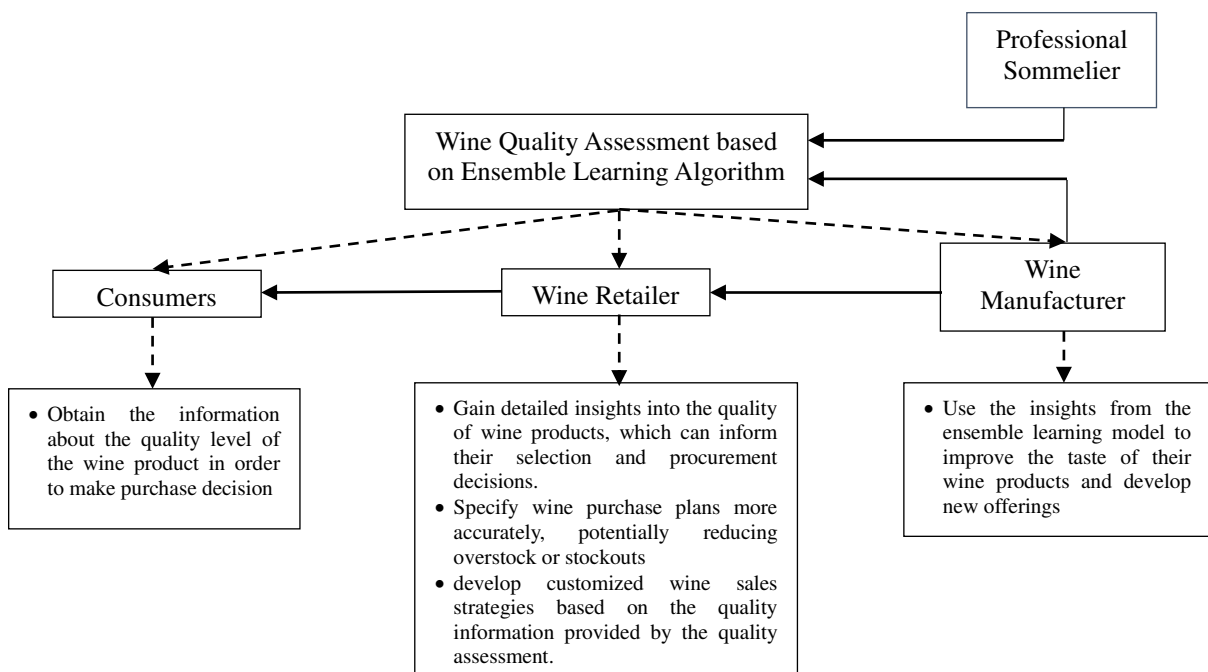 Professional
Sommelier
Wine Quality Assessment based
on Ensemble Learning Algorithm
Consumers
Wine Retailer
Wine
Manufacturer
• Obtain the information
about the quality level of
the wine product in order
to make purchase decision
• Gain detailed insights into the quality
of wine products, which can inform
their selection and procurement
decisions.
• Specify wine purchase plans more
accurately, potentially reducing
overstock or stockouts
• develop customized wine sales
strategies based on the quality
information provided by the quality
assessment.
• Use the insights from the
ensemble learning model to
improve the taste of their
wine products and develop
new offerings